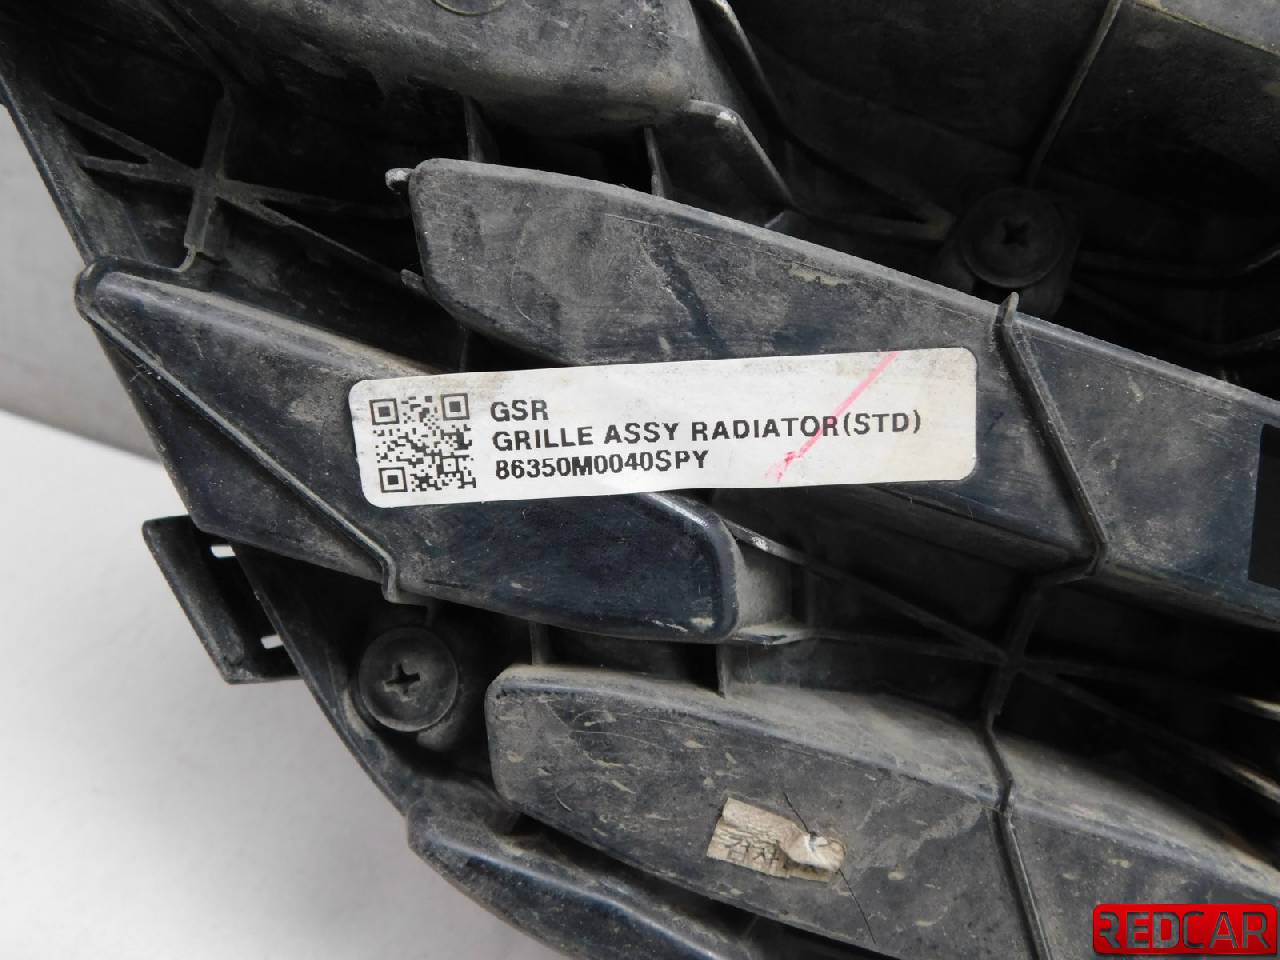 GSR
GRILLE ASSY RADIATOR(STD)
86350M0040SPY
REDCAR